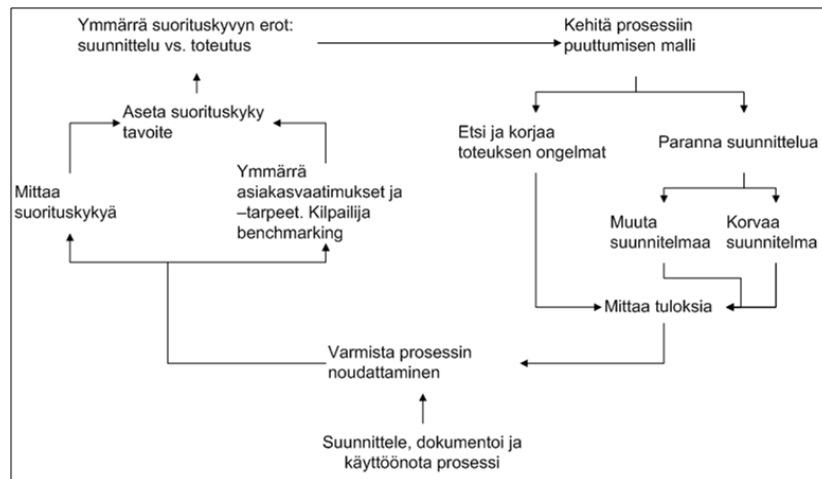 Ymmärrä suorituskyvyn erot:
suunnittelu vs. toteutus
Kehitä prosessiin
puuttumisen malli
Aseta suorituskyky
tavoite
Etsi ja korjaa
toteuksen ongelmat
Paranna suunnittelua
Mittaa
suorituskykyä
Ymmärrä
asiakasvaatimukset ja
–tarpeet. Kilpailija
benchmarking
Muuta
suunnitelmaa
Korvaa
suunnitelma
Mittaa tuloksia
Varmista prosessin
noudattaminen
Suunnittele, dokumentoi ja
käyttöönota prosessi